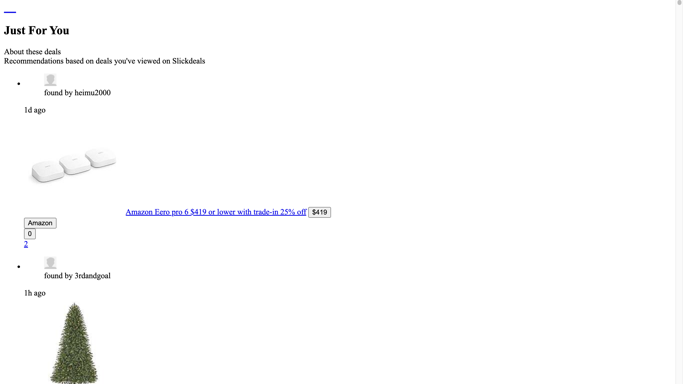 Just For You
About these deals
Recommendations based on deals you've viewed on Slickdeals
found by heimu2000
1d ago
Amazon Eero pro 6 $419 or lower with trade-in 25% off $419
Amazon
0
2
found by 3rdandgoal
1h ago